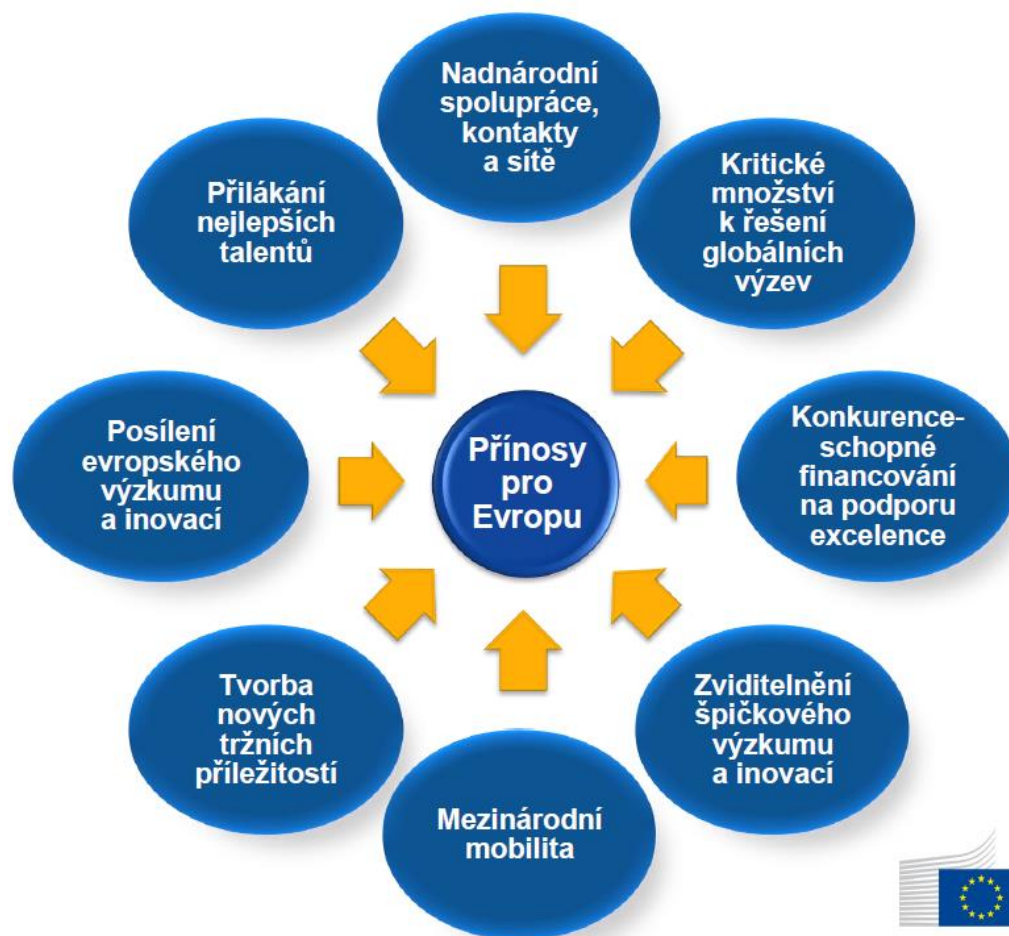 Nadnárodní
spolupráce,
kontakty
a sítě
Kritické
množství
k řešení
globálních
výzev
Konkurence-
schopné
financování
na podporu
excelence
Zviditelnění
špičkového
výzkumu
a inovací
Mezinárodní
mobilita
Tvorba
nových
tržních
příležitostí
Posílení
evropského
výzkumu
a inovací
Přilákání
nejlepších
talentů
Přínosy
pro
Evropu